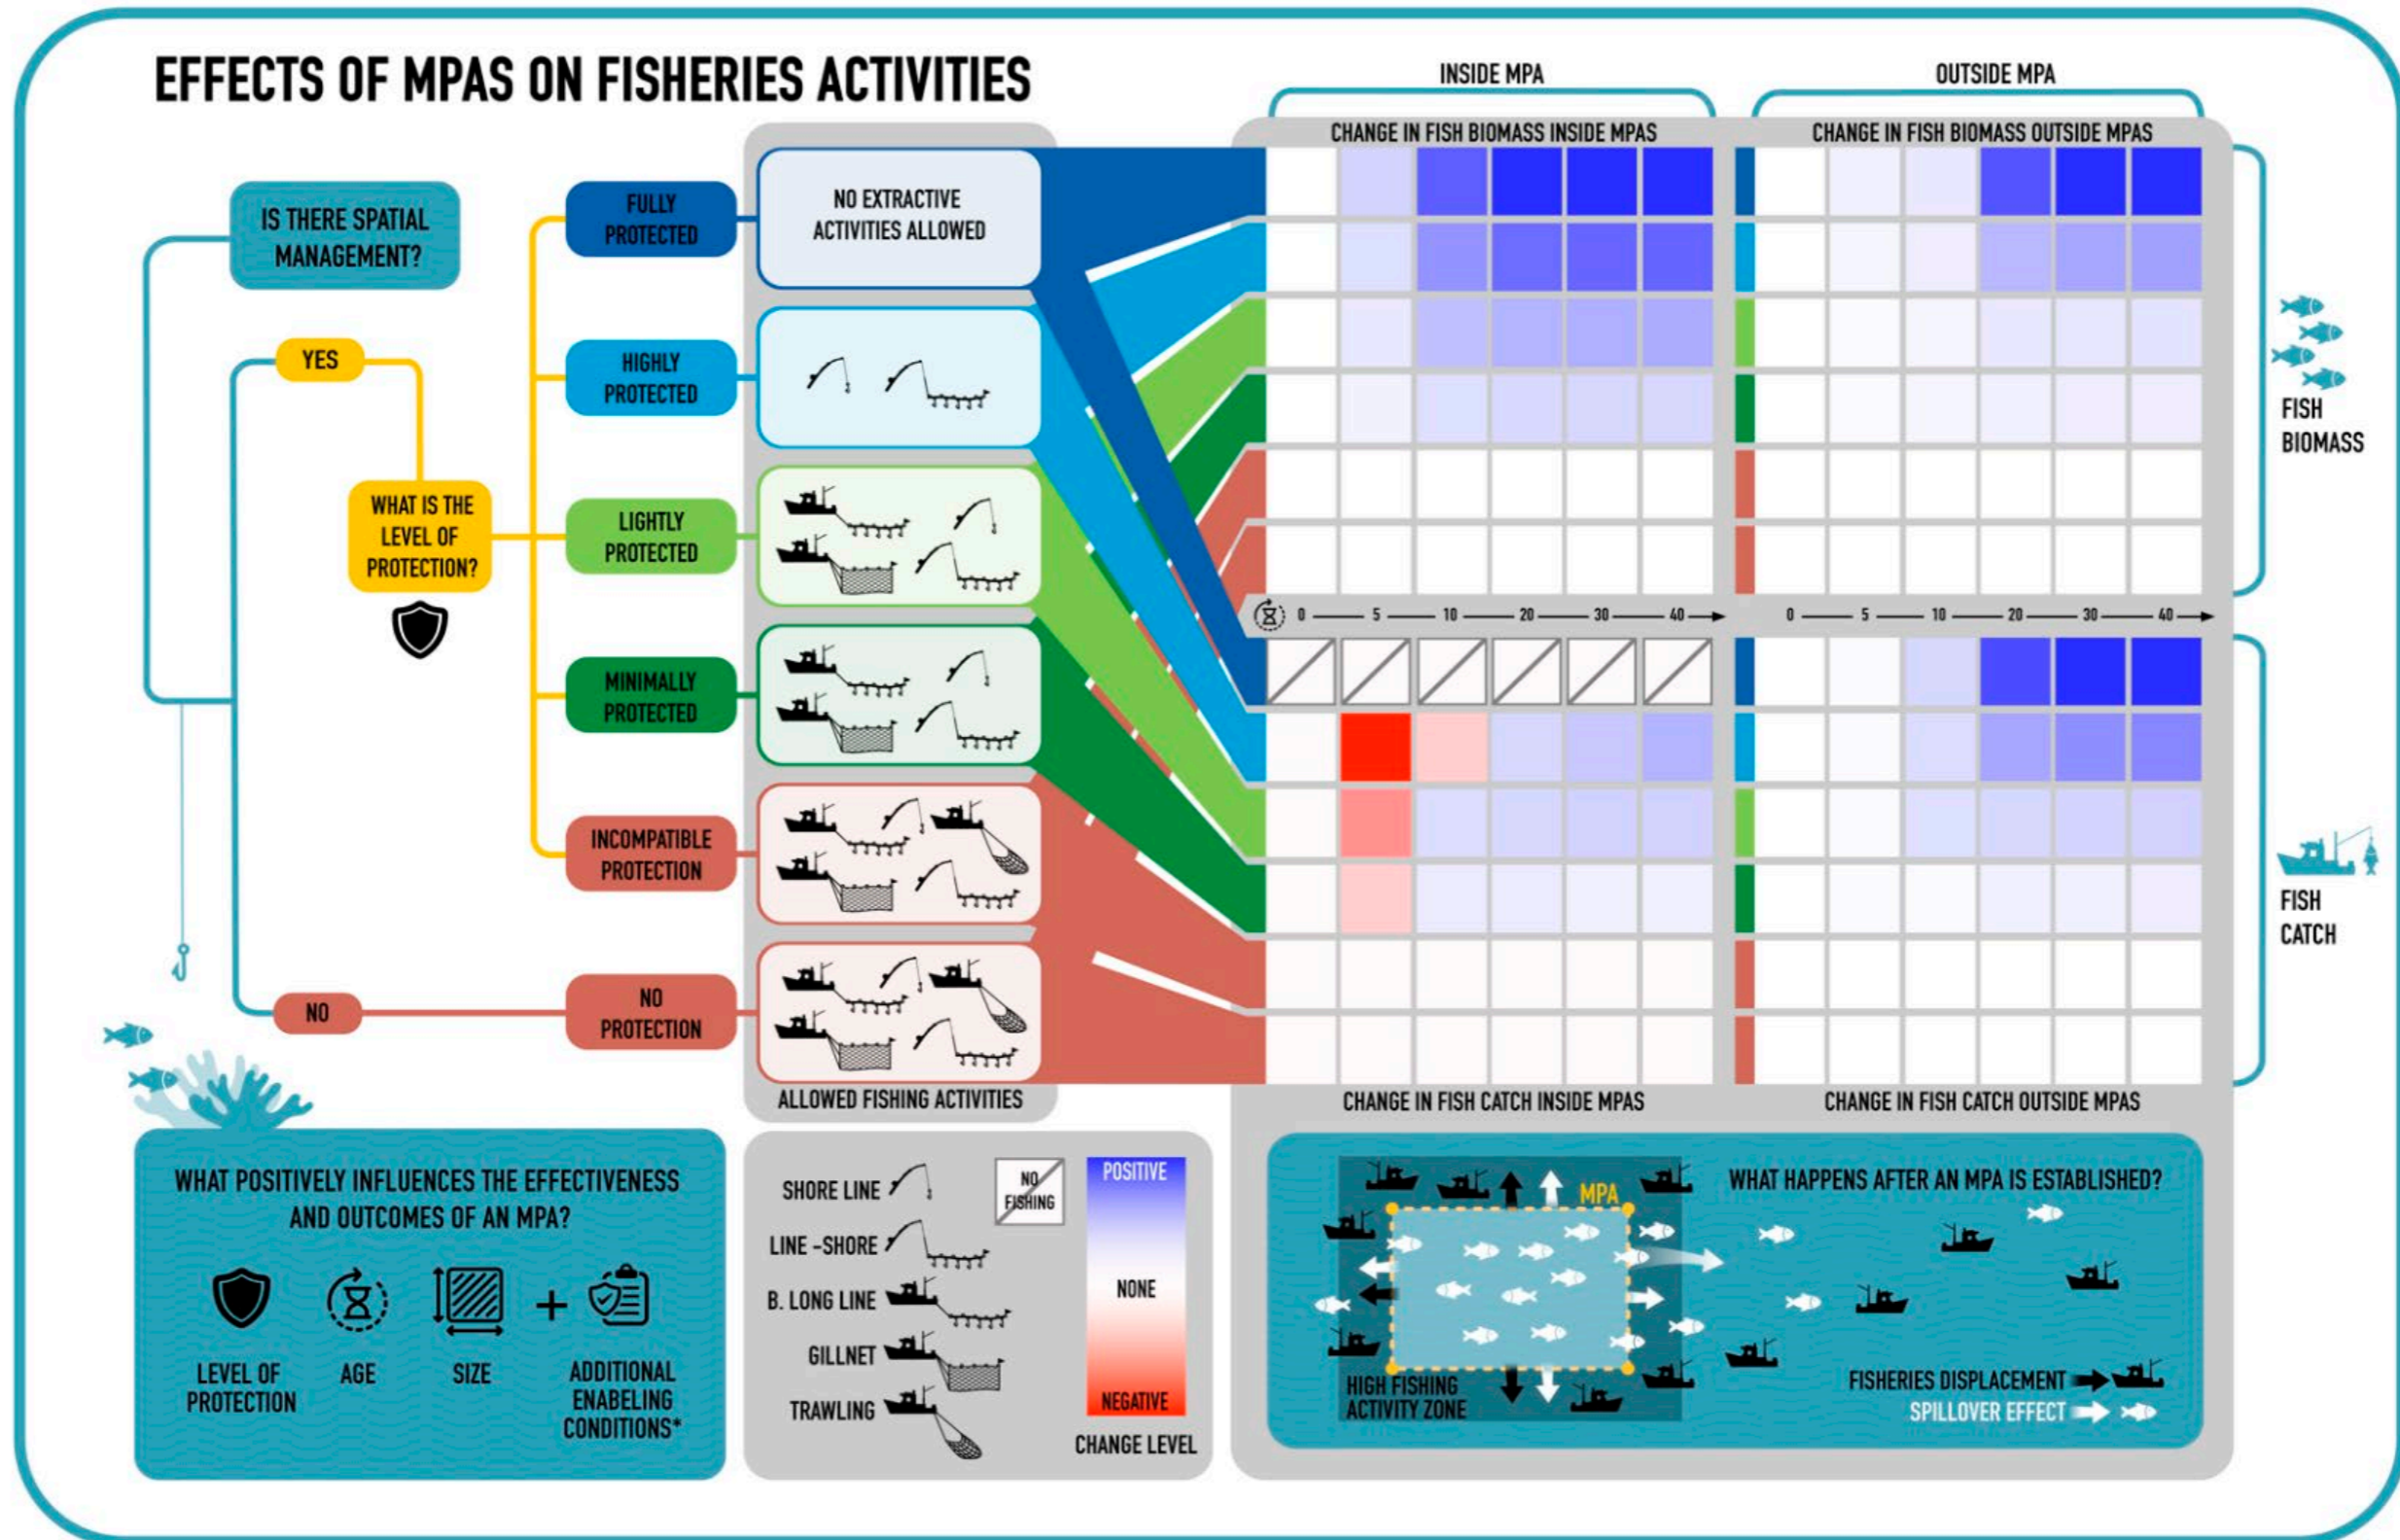 EFFECTS OF MPAS ON FISHERIES ACTIVITIES
IS THERE SPATIAL
MANAGEMENT?
YES
WHAT IS THE
LEVEL OF
PROTECTION?
NO
FULLY
PROTECTED
HIGHLY
PROTECTED
LIGHTLY
PROTECTED
MINIMALLY
PROTECTED
INCOMPATIBLE
PROTECTION
NO
PROTECTION
NO EXTRACTIVE
ACTIVITIES ALLOWED
ALLOWED FISHING ACTIVITIES
INSIDE MPA
OUTSIDE MPA
CHANGE IN FISH BIOMASS INSIDE MPAS
CHANGE IN FISH BIOMASS OUTSIDE MPAS
FISH
BIOMASS
0 5 10 20 30 40
0 5 10 20 30 40
FISH
CATCH
CHANGE IN FISH CATCH INSIDE MPAS
CHANGE IN FISH CATCH OUTSIDE MPAS
WHAT POSITIVELY INFLUENCES THE EFFECTIVENESS
AND OUTCOMES OF AN MPA?
LEVEL OF
PROTECTION
AGE
SIZE
+
ADDITIONAL
ENABELING
CONDITIONS*
SHORE LINE
LINE -SHORE
B. LONG LINE
GILLNET
TRAWLING
NO
FISHING
POSITIVE
NONE
NEGATIVE
CHANGE LEVEL
WHAT HAPPENS AFTER AN MPA IS ESTABLISHED?
MPA
HIGH FISHING
ACTIVITY ZONE
FISHERIES DISPLACEMENT
SPILLOVER EFFECT